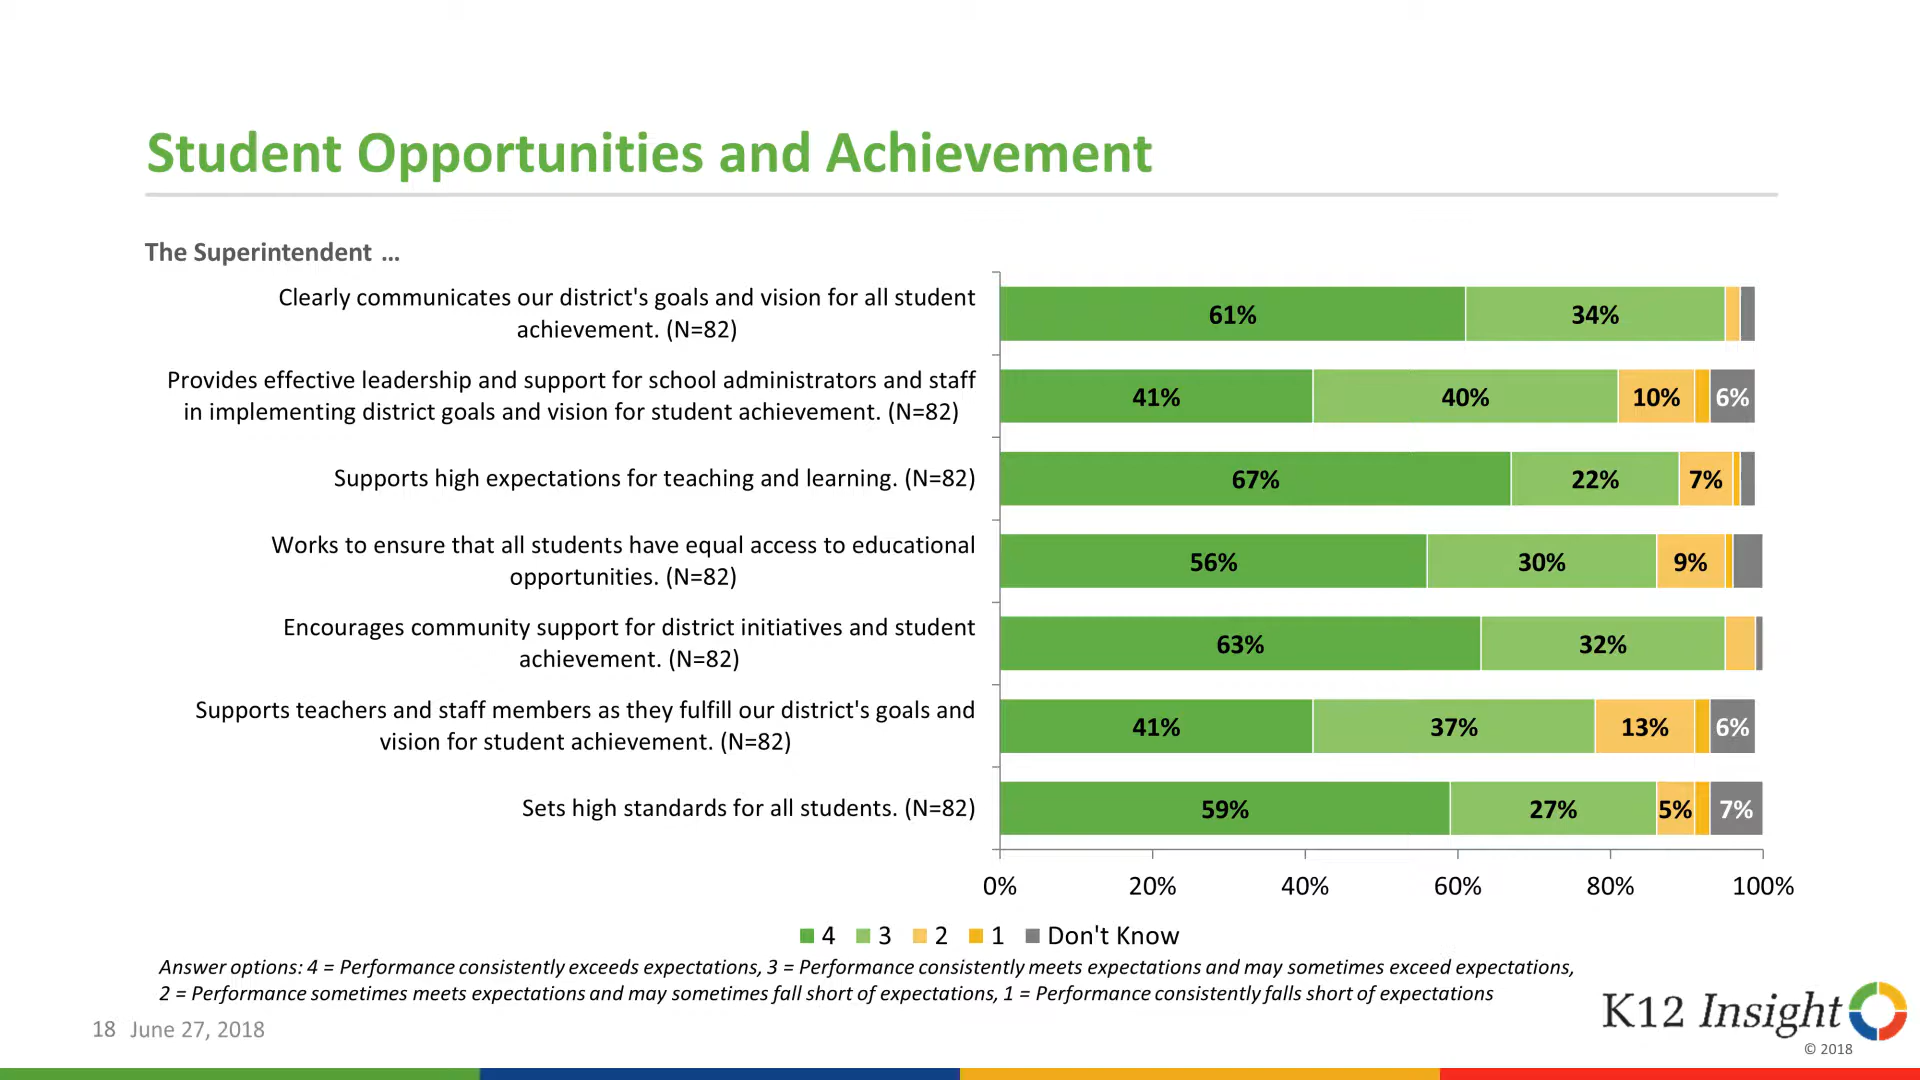 Student Opportunities and Achievement
The Superintendent ...
Clearly communicates our district's goals and vision for all student
achievement. (N=82)
61%
34%
Provides effective leadership and support for school administrators and staff
in implementing district goals and vision for student achievement. (N=82)
41%
40%
10%
6%
Supports high expectations for teaching and learning. (N=82)
67%
22%
7%
Works to ensure that all students have equal access to educational
opportunities. (N=82)
56%
30%
9%
Encourages community support for district initiatives and student
achievement. (N=82)
63%
32%
Supports teachers and staff members as they fulfill our district's goals and
vision for student achievement. (N=82)
41%
37%
13%
6%
Sets high standards for all students. (N=82)
59%
27%
5%
7%
0% 20% 40% 60% 80% 100%
4 3 2 1 Don't Know
Answer options: 4 = Performance consistently exceeds expectations, 3 = Performance consistently meets expectations and may sometimes exceed expectations,
2 = Performance sometimes meets expectations and may sometimes fall short of expectations, 1 = Performance consistently falls short of expectations
18 June 27, 2018
K12 Insight
© 2018